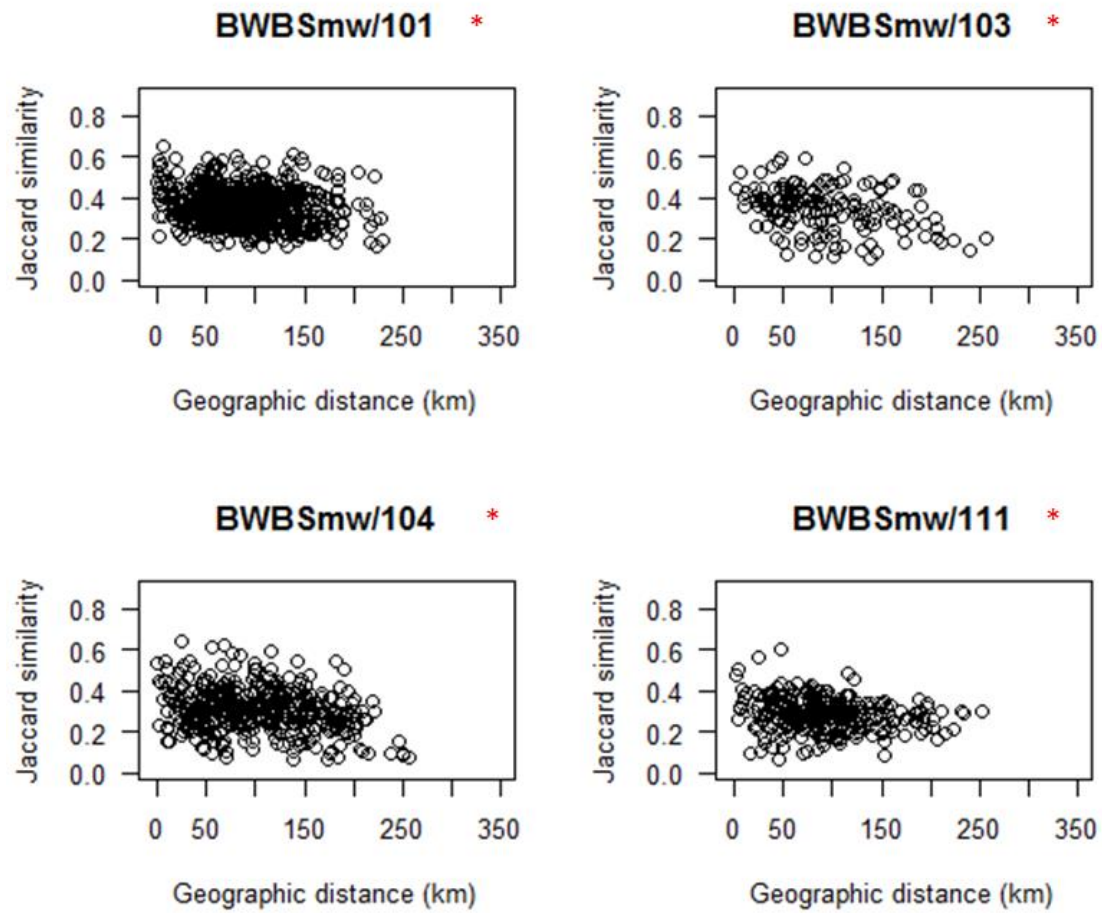 BWBSmw/101 *
Jaccard similarity
0.8
0.6
0.4
0.2
0.0
0 50 150 250 350
Geographic distance (km)
BWBSmw/103 *
Jaccard similarity
0.8
0.6
0.4
0.2
0.0
0 50 150 250 350
Geographic distance (km)
BWBSmw/104 *
Jaccard similarity
0.8
0.6
0.4
0.2
0.0
0 50 150 250 350
Geographic distance (km)
BWBSmw/111 *
Jaccard similarity
0.8
0.6
0.4
0.2
0.0
0 50 150 250 350
Geographic distance (km)